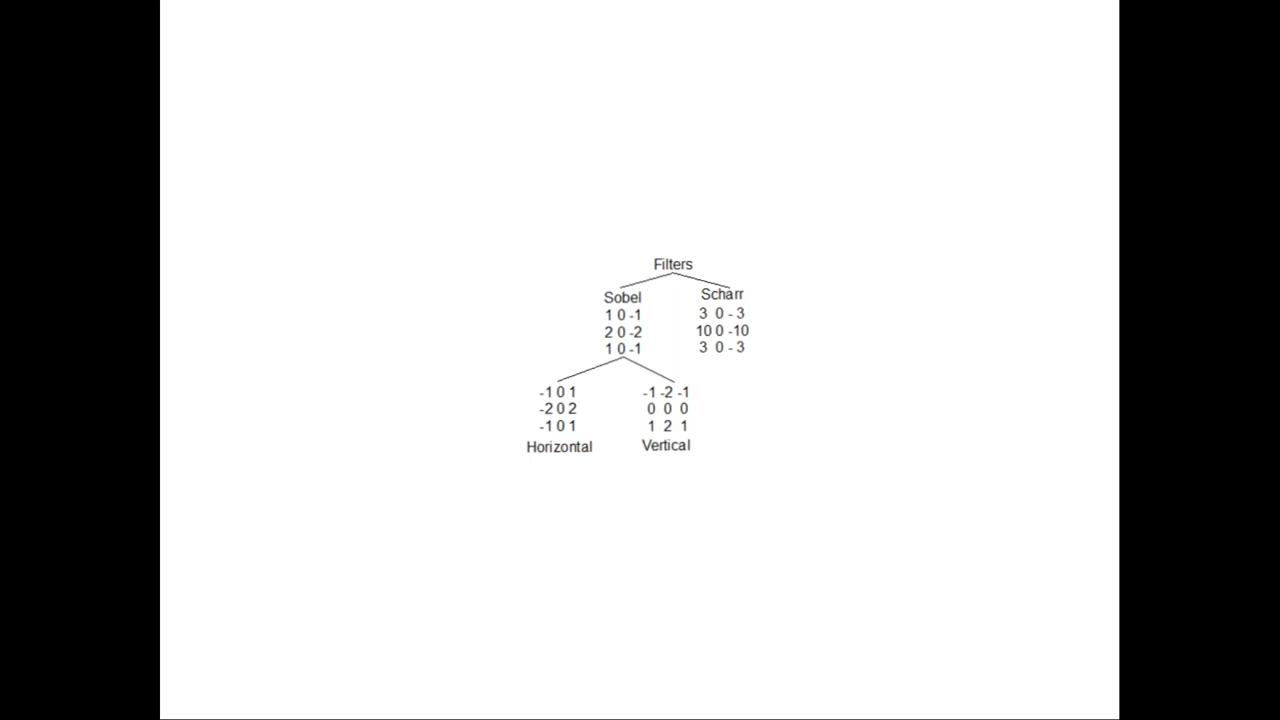 Filters
Sobel
1 0 -1
2 0 -2
1 0 -1
Scharr
3 0 - 3
10 0 -10
3 0 - 3
-1 0 1
-2 0 2
-1 0 1
Horizontal
-1 -2 -1
0 0 0
1 2 1
Vertical